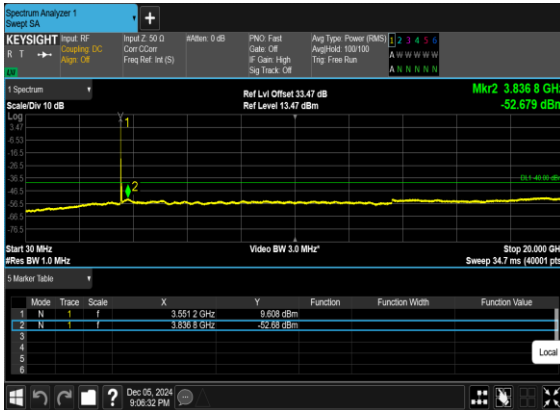 Spectrum Analyzer 1
Swept SA
+
KEYSIGHT
R T
Input: RF
Coupling: DC
Align: Off
Input Z: 50 Ω
Corr CCorr
Freq Ref: Int (S)
#Atten: 0 dB
PNO: Fast
Gate: Off
IF Gain: High
Sig Track: Off
Avg Type: Power (RMS)
Avg|Hold: 100/100
Trig: Free Run
1 2 3 4 5 6
A W W W W W
A N N N N N
1 Spectrum
Scale/Div 10 dB
Ref Lvl Offset 33.47 dB
Ref Level 13.47 dBm
Mkr2 3.836 8 GHz
-52.679 dBm
Log
3.47
-6.53
-16.5
-26.5
-36.5
-46.5
-56.5
-66.5
-76.5
1
2
DL1 -40.00 dBm
Start 30 MHz
#Res BW 1.0 MHz
Video BW 3.0 MHz*
Stop 20.000 GHz
Sweep 34.7 ms (40001 pts)
5 Marker Table
Mode Trace Scale X Y Function Function Width Function Value
1 N 1 f 3.551 2 GHz 9.608 dBm
2 N 1 f 3.836 8 GHz -52.68 dBm
3
4
5
6
Local
?
Dec 05, 2024
9:06:32 PM